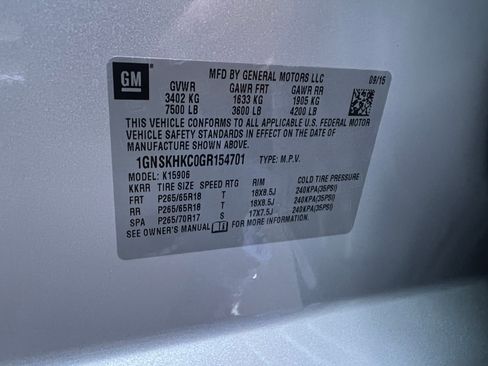 GM
MFD BY GENERAL MOTORS LLC
09/15
GVWR GAWR FRT GAWR RR
3402 KG 1633 KG 1905 KG
7500 LB 3600 LB 4200 LB
THIS VEHICLE CONFORMS TO ALL APPLICABLE U.S. FEDERAL MOTOR
VEHICLE SAFETY STANDARDS IN EFFECT ON THE DATE OF
MANUFACTURE SHOWN ABOVE.
1GNSKHKC0GR154701 TYPE: M.P.V.
MODEL: K15906
KKRR TIRE SIZE SPEED RTG RIM COLD TIRE PRESSURE
FRT P265/65R18 T 18X8.5J 240KPA(35PSI)
RR P265/65R18 T 18X8.5J 240KPA(35PSI)
SPA P265/70R17 S 17X7.5J 240KPA(35PSI)
SEE OWNER'S MANUAL FOR MORE INFORMATION.